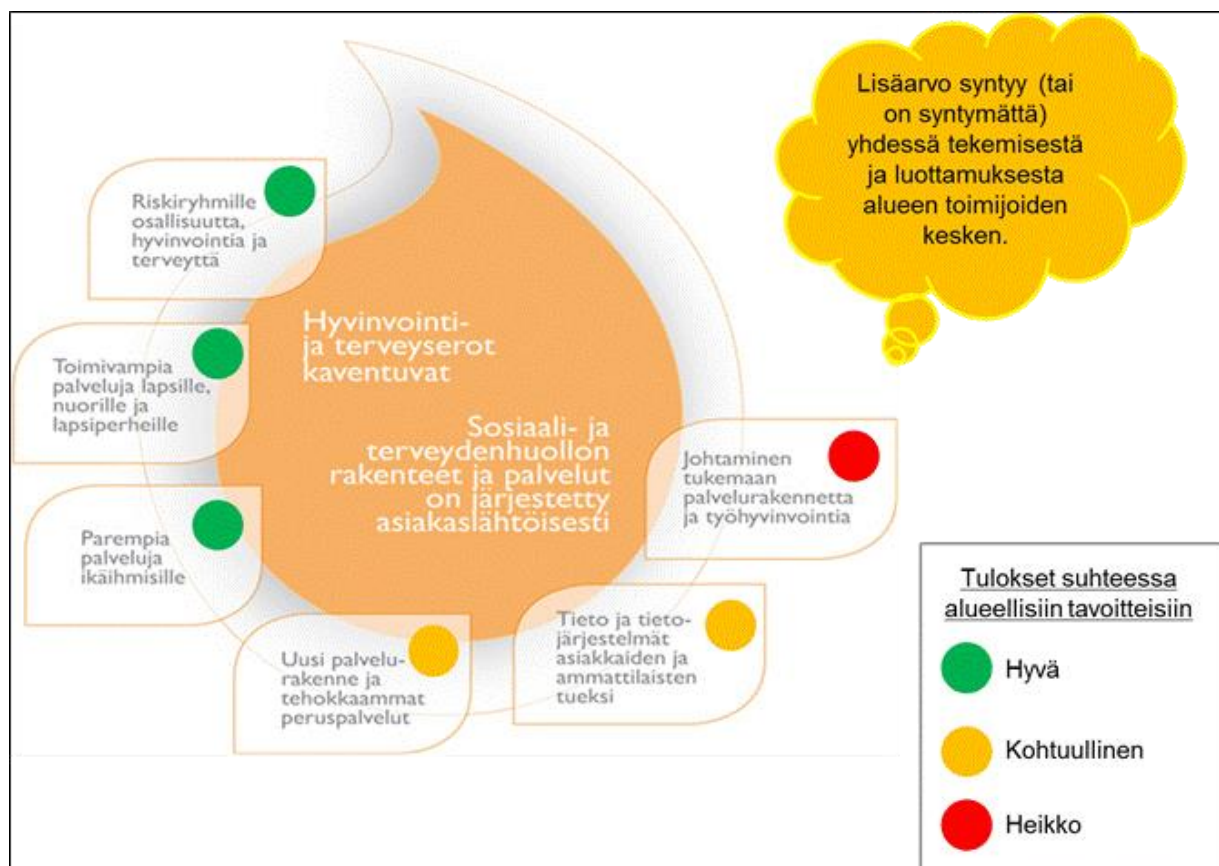 Lisäarvo syntyy (tai
on syntymättä)
yhdessä tekemisestä
ja luottamuksesta
alueen toimijoiden
kesken.
Riskiryhmille
osallisuutta,
hyvinvointia ja
terveyttä
Hyvinvointi-
ja terveyserot
kaventuvat
Toimivampia
palveluja lapsille,
nuorille ja
lapsiperheille
Sosiaali- ja
terveydenhuollon
rakenteet ja palvelut
on järjestetty
asiakaslähtöisesti
Johtaminen
tukemaan
palvelurakennetta
ja työhyvinvointia
Parempia
palveluja
ikäihmisille
Uusi palvelu-
rakenne ja
tehokkaammat
peruspalvelut
Tieto ja tieto-
järjestelmät
asiakkaiden ja
ammattilaisten
tueksi
Tulokset suhteessa
alueellisiin tavoitteisiin
Hyvä
Kohtuullinen
Heikko